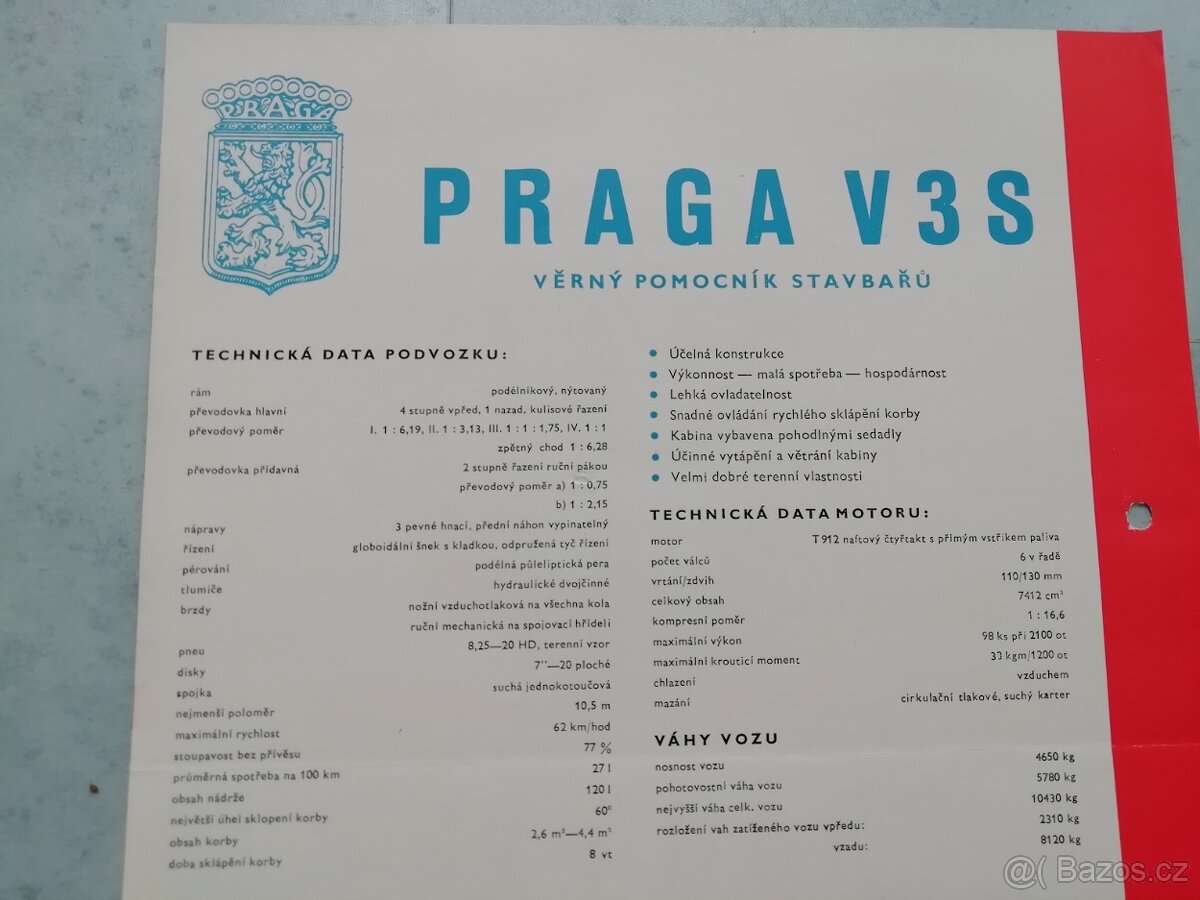 PRAGA
PRAGA V3S
VĚRNÝ POMOCNÍK STAVBAŘŮ
TECHNICKÁ DATA PODVOZKU:
rám podélníkový, nýtovaný
převodovka hlavní 4 stupně vpřed, 1 nazad, kulisové řazení
převodový poměr I. 1 : 6,19, II. 1 : 3,13, III. 1 : 1 : 1,75, IV. 1 : 1
zpětný chod 1 : 6,28
převodovka přídavná 2 stupně řazení ruční pákou
převodový poměr a) 1 : 0,75
b) 1 : 2,15
nápravy 3 pevné hnací, přední náhon vypinatelný
řízení globoidální šnek s kladkou, odpružená tyč řízení
pérování podélná půleliptická pera
tlumiče hydraulické dvojčinné
brzdy nožní vzduchotlaková na všechna kola
ruční mechanická na spojovací hřídeli
pneu 8,25—20 HD, terenní vzor
disky 7''—20 ploché
spojka suchá jednokotoučová
nejmenší poloměr 10,5 m
maximální rychlost 62 km/hod
stoupavost bez přívěsu 77 %
průměrná spotřeba na 100 km 27 l
obsah nádrže 120 l
největší úhel sklopení korby 60°
obsah korby 2,6 m³—4,4 m³
doba sklápění korby 8 vt
• Účelná konstrukce
• Výkonnost — malá spotřeba — hospodárnost
• Lehká ovladatelnost
• Snadné ovládání rychlého sklápění korby
• Kabina vybavena pohodlnými sedadly
• Účinné vytápění a větrání kabiny
• Velmi dobré terenní vlastnosti
TECHNICKÁ DATA MOTORU:
motor T 912 naftový čtyřtakt s přímým vstřikem paliva
počet válců 6 v řadě
vrtání/zdvih 110/130 mm
celkový obsah 7412 cm³
kompresní poměr 1 : 16,6
maximální výkon 98 ks při 2100 ot
maximální krouticí moment 33 kgm/1200 ot
chlazení vzduchem
mazání cirkulační tlakové, suchý karter
VÁHY VOZU
nosnost vozu 4650 kg
pohotovostní váha vozu 5780 kg
nejvyšší váha celk. vozu 10430 kg
rozložení vah zatíženého vozu vpředu: 2310 kg
vzadu: 8120 kg
@( Bazos.cz